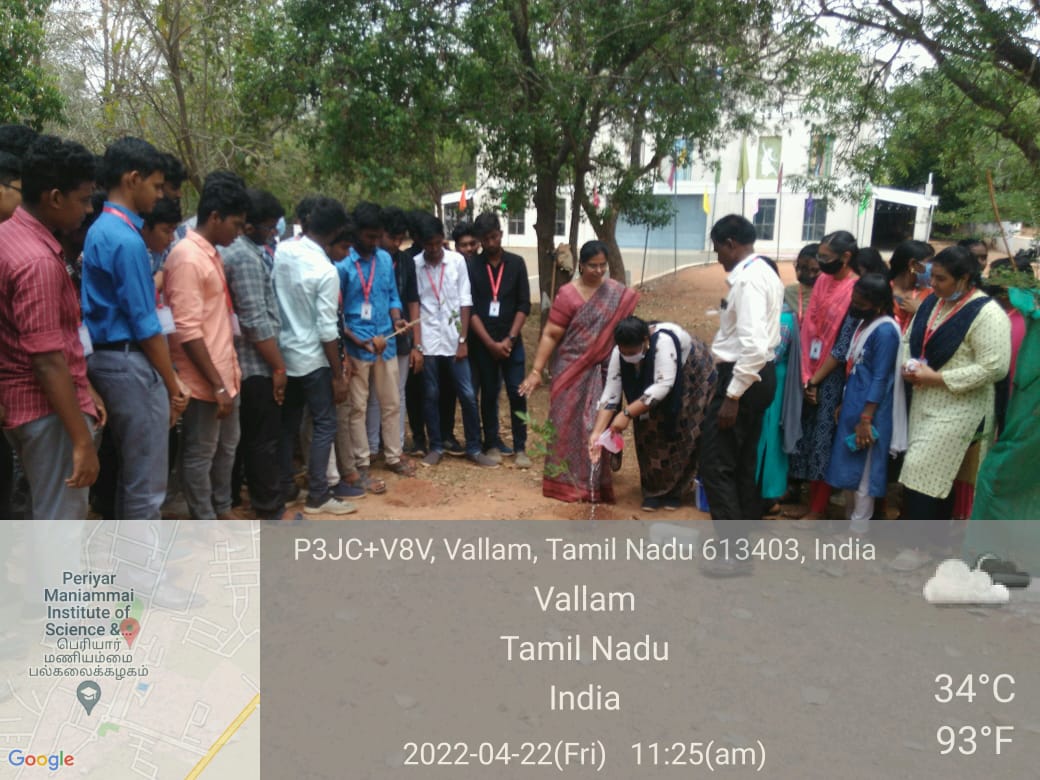 P3JC+V8V, Vallam, Tamil Nadu 613403, India
Vallam
Tamil Nadu
India
2022-04-22(Fri) 11:25(am)
34°C
93°F
Periyar
Maniammai
Institute of
Science &...
பெரியார்
மணியம்மை
பல்கலைக்கழகம்
Google